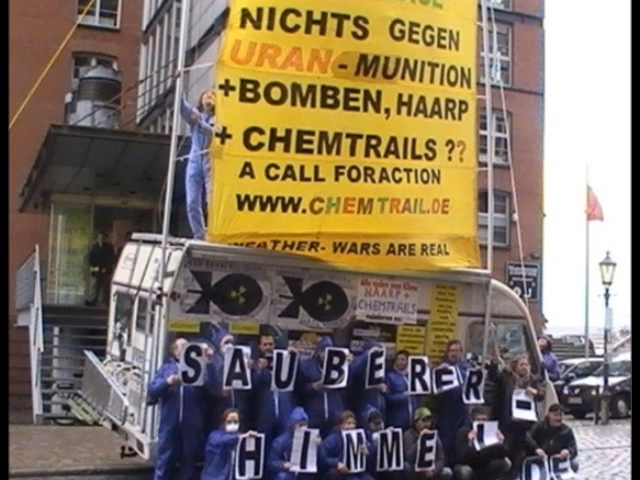 NICHTS GEGEN
URAN-MUNITION
+BOMBEN, HAARP
+ CHEMTRAILS ??
A CALL FORACTION
WWW.CHEMTRAIL.DE
WEATHER-WARS ARE REAL
HAARP +
CHEMTRAILS
SAUBERER
HIMMEL
DE